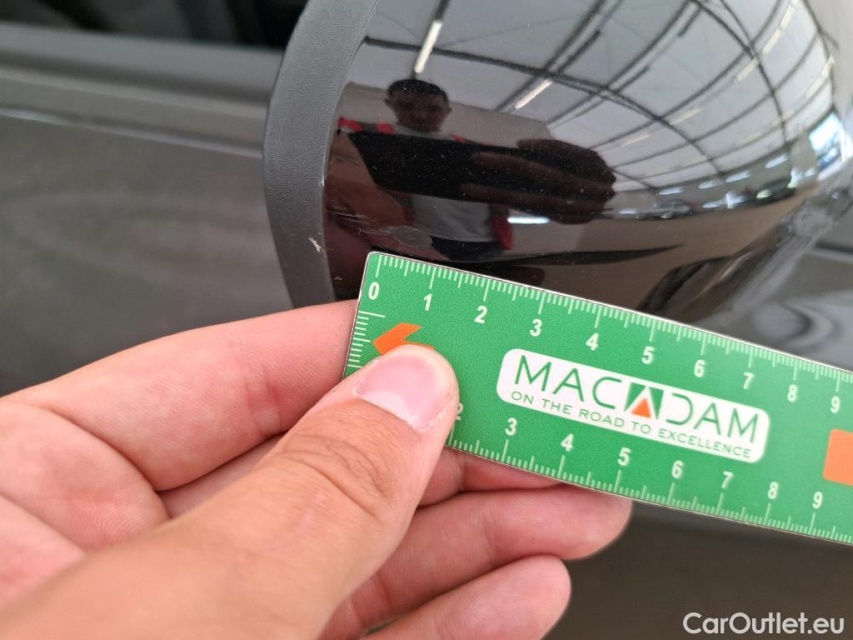 0 1 2 3 4 5 6 7 8 9
MACADAM
ON THE ROAD TO EXCELLENCE
2 3 4 5 6 7 8 9
CarOutlet.eu